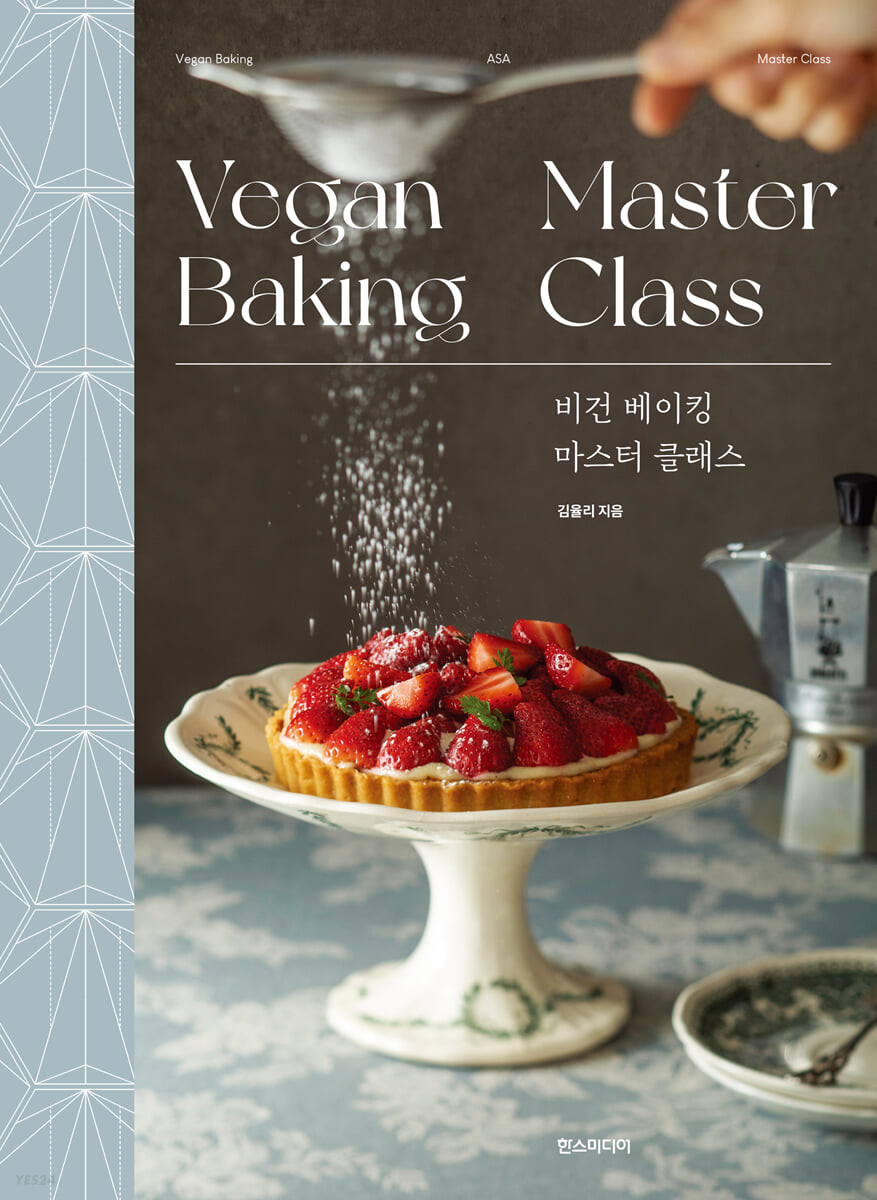 Vegan Baking ASA Master Class
Vegan Master
Baking Class
비건 베이킹
마스터 클래스
김율리 지음
한스미디어
YES24